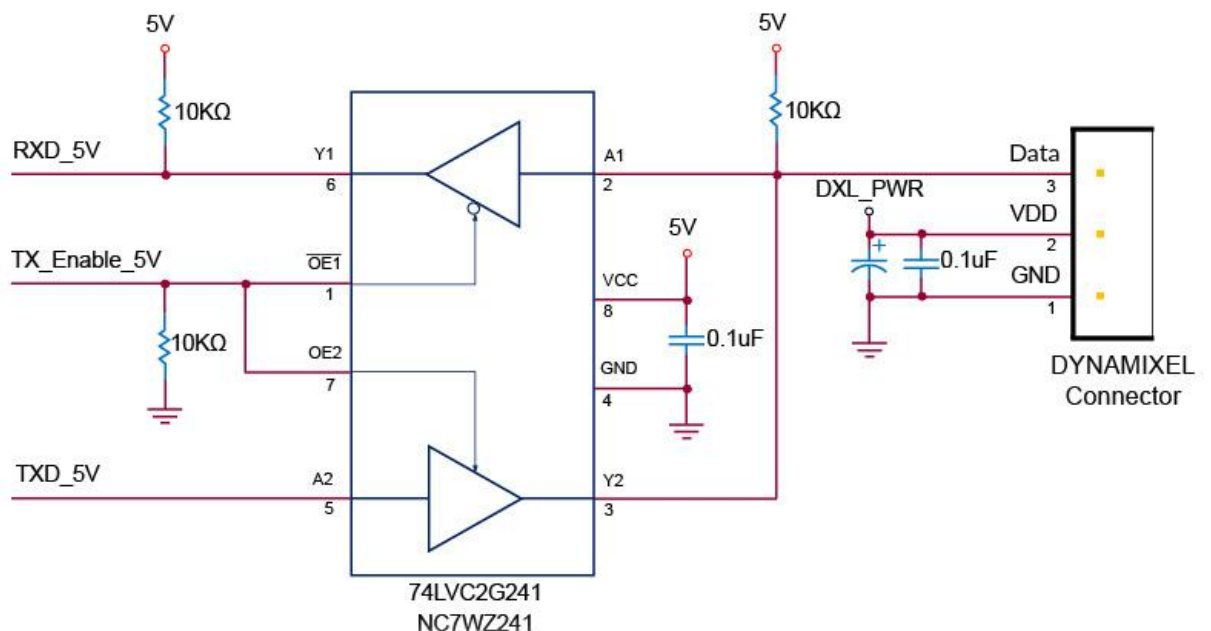 5V
5V
10KΩ
10KΩ
RXD_5V
Y1
6
A1
2
Data
3
DXL_PWR
VDD
2
TX_Enable_5V
OE1
1
5V
VCC
8
0.1uF
GND
1
10KΩ
OE2
7
0.1uF
GND
4
DYNAMIXEL
Connector
TXD_5V
A2
5
Y2
3
74LVC2G241
NC7WZ241